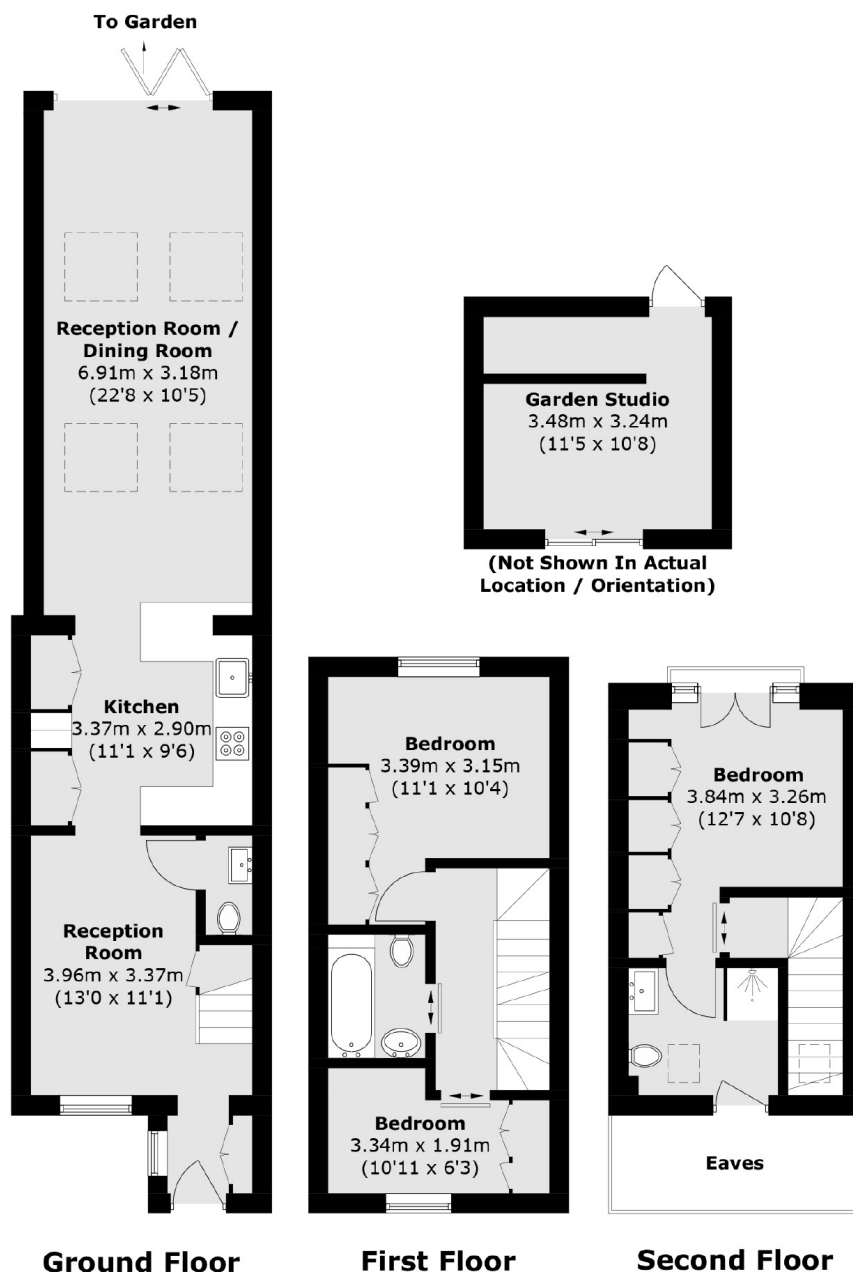 To Garden
Reception Room /
Dining Room
6.91m x 3.18m
(22'8 x 10'5)
Kitchen
3.37m x 2.90m
(11'1 x 9'6)
Reception
Room
3.96m x 3.37m
(13'0 x 11'1)
Ground Floor
Garden Studio
3.48m x 3.24m
(11'5 x 10'8)
(Not Shown In Actual
Location / Orientation)
Bedroom
3.39m x 3.15m
(11'1 x 10'4)
Bedroom
3.34m x 1.91m
(10'11 x 6'3)
First Floor
Bedroom
3.84m x 3.26m
(12'7 x 10'8)
Eaves
Second Floor